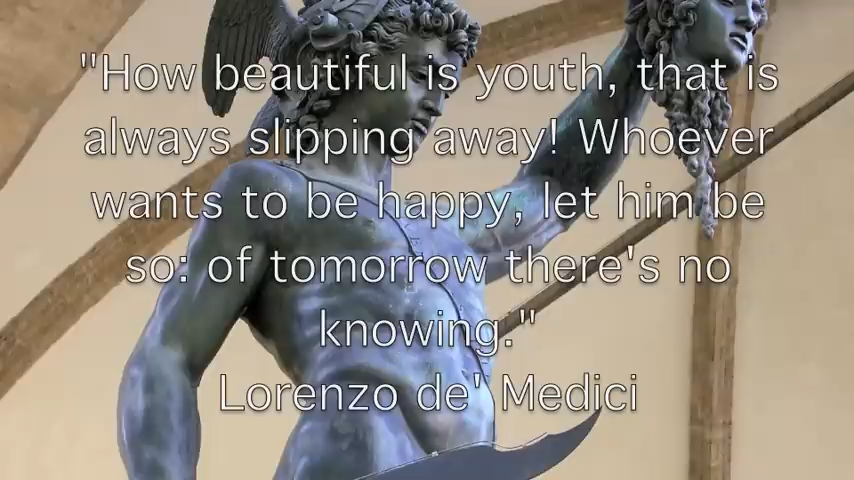 "How beautiful is youth, that is
always slipping away! Whoever
wants to be happy, let him be
so: of tomorrow there's no
knowing."
Lorenzo de' Medici